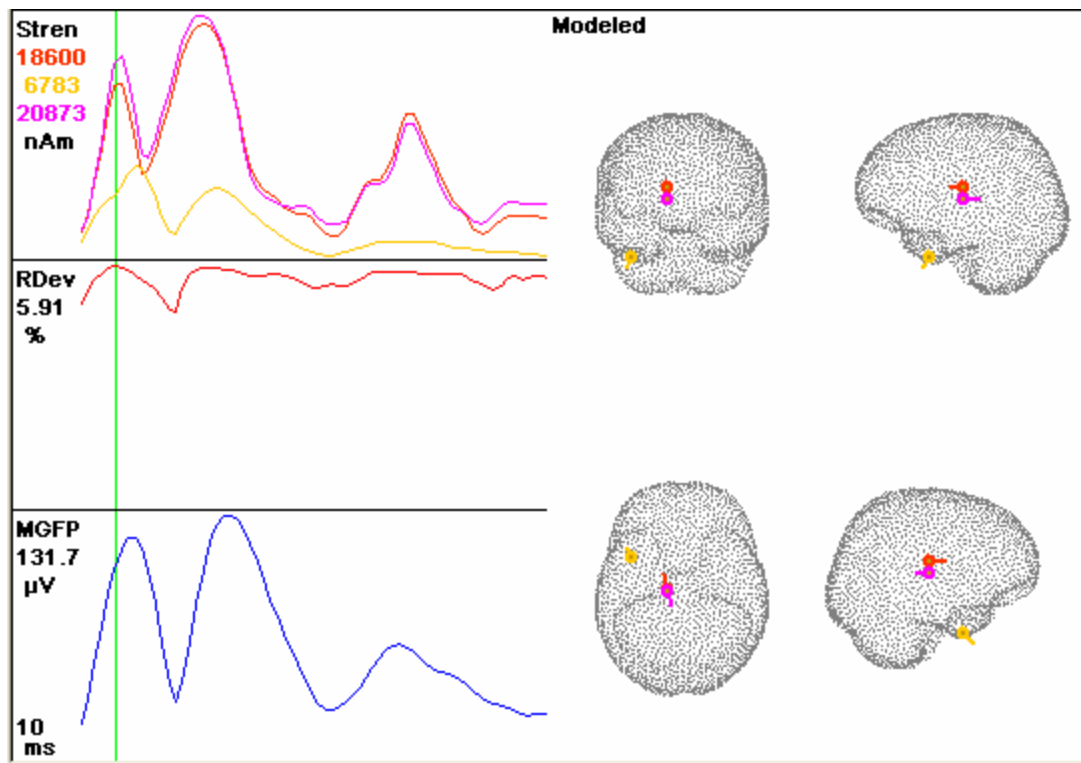 Stren
18600
6783
20873
nAm
Modeled
RDev
5.91
%
MGFP
131.7
µV
10
ms